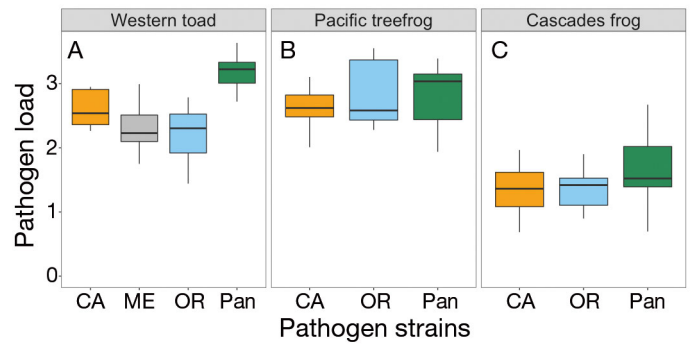 Western toad Pacific treefrog Cascades frog
A B C
Pathogen load
3
2
1
0
CA ME OR Pan CA OR Pan CA OR Pan
Pathogen strains